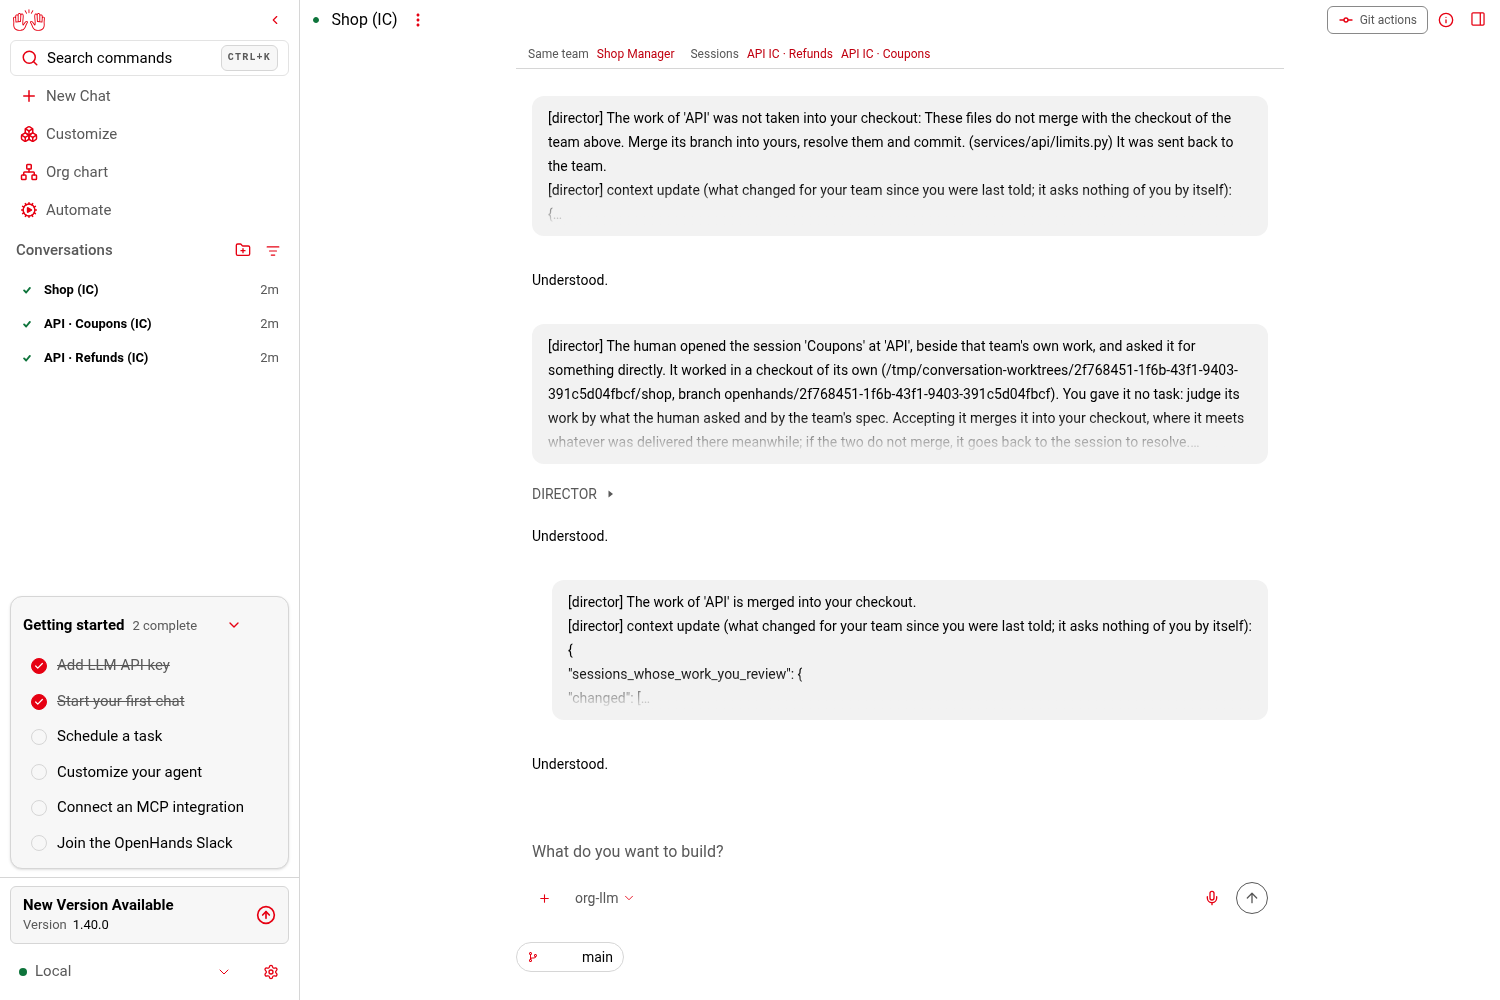 Search commands
CTRL+K
New Chat
Customize
Org chart
Automate
Conversations
Shop (IC) 2m
API · Coupons (IC) 2m
API · Refunds (IC) 2m
Getting started 2 complete
Add LLM API key
Start your first chat
Schedule a task
Customize your agent
Connect an MCP integration
Join the OpenHands Slack
New Version Available
Version 1.40.0
Local
Shop (IC)
Git actions
Same team Shop Manager Sessions API IC · Refunds API IC · Coupons
[director] The work of 'API' was not taken into your checkout: These files do not merge with the checkout of the
team above. Merge its branch into yours, resolve them and commit. (services/api/limits.py) It was sent back to
the team.
[director] context update (what changed for your team since you were last told; it asks nothing of you by itself):
{...
Understood.
[director] The human opened the session 'Coupons' at 'API', beside that team's own work, and asked it for
something directly. It worked in a checkout of its own (/tmp/conversation-worktrees/2f768451-1f6b-43f1-9403-
391c5d04fbcf/shop, branch openhands/2f768451-1f6b-43f1-9403-391c5d04fbcf). You gave it no task: judge its
work by what the human asked and by the team's spec. Accepting it merges it into your checkout, where it meets
whatever was delivered there meanwhile; if the two do not merge, it goes back to the session to resolve....
DIRECTOR
Understood.
[director] The work of 'API' is merged into your checkout.
[director] context update (what changed for your team since you were last told; it asks nothing of you by itself):
{
"sessions_whose_work_you_review": {
"changed": [...
Understood.
What do you want to build?
org-llm
main